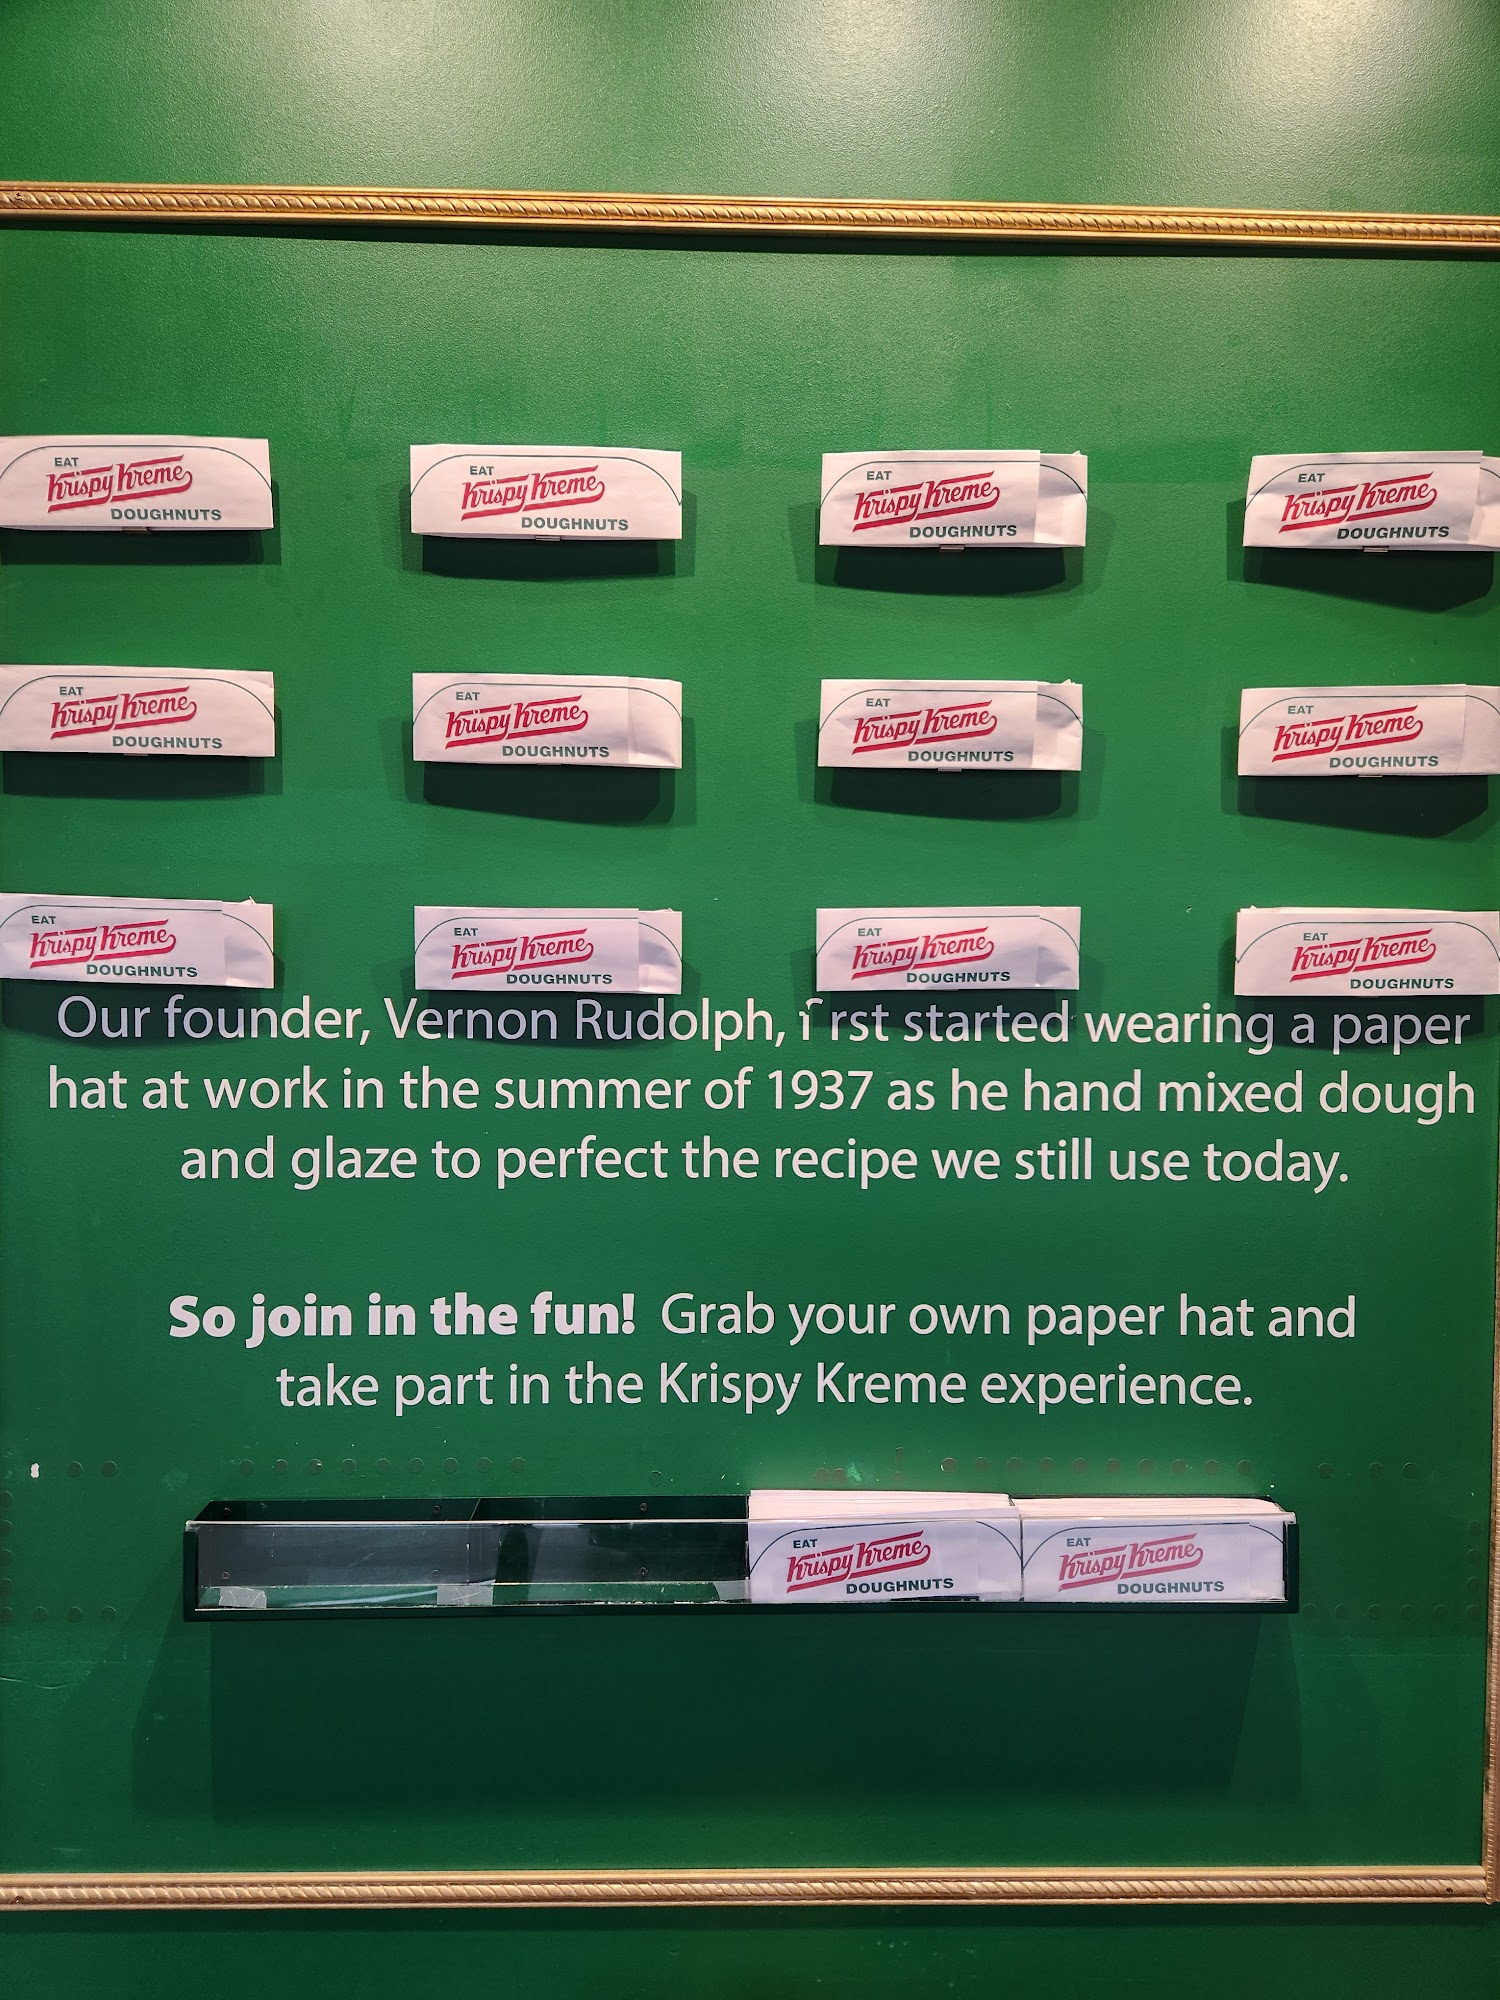 EAT
Krispy Kreme
DOUGHNUTS
EAT
Krispy Kreme
DOUGHNUTS
EAT
Krispy Kreme
DOUGHNUTS
EAT
Krispy Kreme
DOUGHNUTS
EAT
Krispy Kreme
DOUGHNUTS
EAT
Krispy Kreme
DOUGHNUTS
EAT
Krispy Kreme
DOUGHNUTS
EAT
Krispy Kreme
DOUGHNUTS
EAT
Krispy Kreme
DOUGHNUTS
EAT
Krispy Kreme
DOUGHNUTS
EAT
Krispy Kreme
DOUGHNUTS
EAT
Krispy Kreme
DOUGHNUTS
Our founder, Vernon Rudolph, first started wearing a paper
hat at work in the summer of 1937 as he hand mixed dough
and glaze to perfect the recipe we still use today.
So join in the fun! Grab your own paper hat and
take part in the Krispy Kreme experience.
EAT
Krispy Kreme
DOUGHNUTS
EAT
Krispy Kreme
DOUGHNUTS